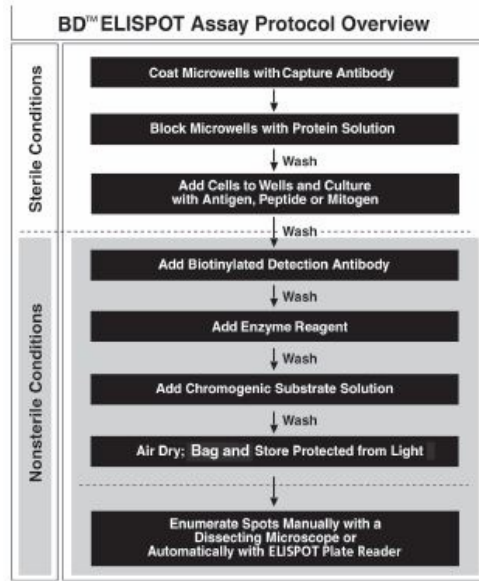 BD™ ELISPOT Assay Protocol Overview
Sterile Conditions
Coat Microwells with Capture Antibody
Block Microwells with Protein Solution
Wash
Add Cells to Wells and Culture
with Antigen, Peptide or Mitogen
Wash
Nonsterile Conditions
Add Biotinylated Detection Antibody
Wash
Add Enzyme Reagent
Wash
Add Chromogenic Substrate Solution
Wash
Air Dry; Bag and Store Protected from Light
Enumerate Spots Manually with a
Dissecting Microscope or
Automatically with ELISPOT Plate Reader